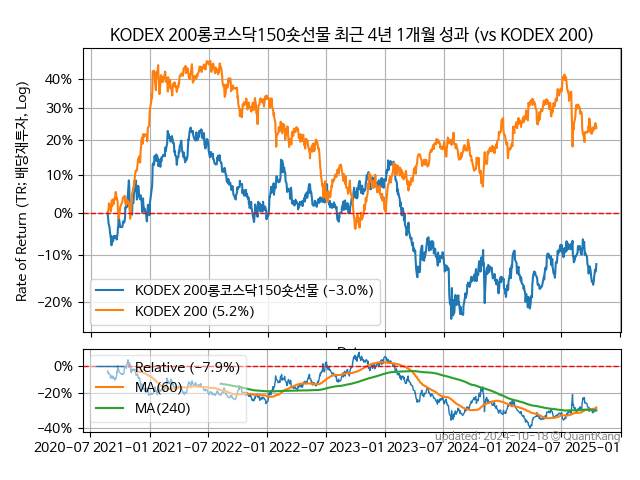 KODEX 200롱코스닥150숏선물 최근 4년 1개월 성과 (vs KODEX 200)
Rate of Return (TR: 배당재투자, Log)
40%
30%
20%
10%
0%
−10%
−20%
KODEX 200롱코스닥150숏선물 (−3.0%)
KODEX 200 (5.2%)
0%
−20%
−40%
Relative (−7.9%)
MA(60)
MA(240)
updated: 2024-10-18 © QuantKang
2020-07
2021-01
2021-07
2022-01
2022-07
2023-01
2023-07
2024-01
2024-07
2025-01